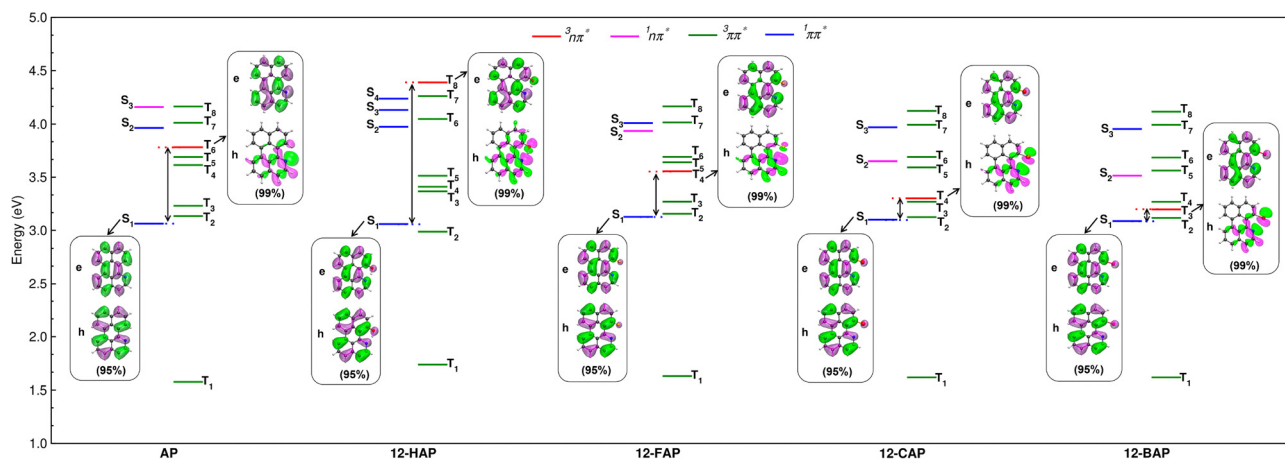 ³nπ* ¹nπ* ³ππ* ¹ππ*
Energy (eV)
5.0
4.5
4.0
3.5
3.0
2.5
2.0
1.5
1.0
S₃
S₂
S₁
T₈
T₇
T₆
T₅
T₄
T₃
T₂
T₁
e
h
(99%)
e
h
(95%)
AP
S₄
S₃
S₂
S₁
T₈
T₇
T₆
T₅
T₄
T₃
T₂
T₁
e
h
(99%)
e
h
(95%)
12-HAP
S₃
S₂
S₁
T₈
T₇
T₆
T₅
T₄
T₃
T₂
T₁
e
h
(99%)
e
h
(95%)
12-FAP
S₃
S₂
S₁
T₈
T₇
T₆
T₅
T₄
T₃
T₂
T₁
e
h
(99%)
e
h
(95%)
12-CAP
S₃
S₂
S₁
T₈
T₇
T₆
T₅
T₄
T₃
T₂
T₁
e
h
(99%)
e
h
(95%)
12-BAP